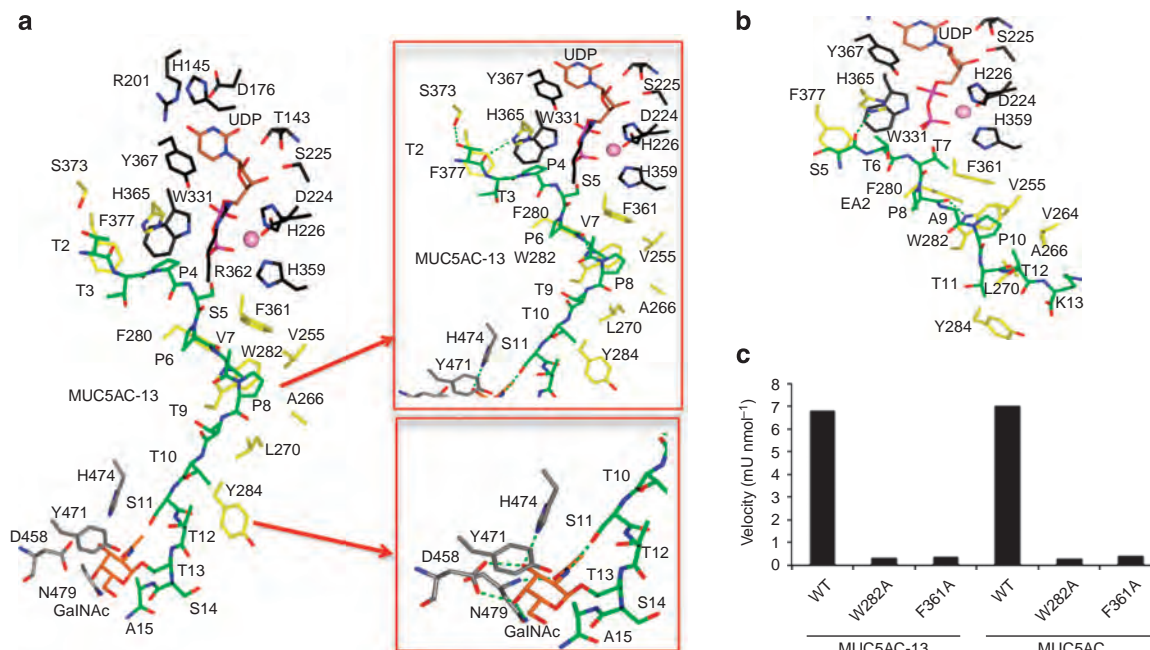 a
H145
R201
D176
UDP
T143
S373
Y367
S225
H365
W331
D224
F377
H226
T2
P4
R362
H359
T3
S5
F361
F280
V7
V255
P6
W282
MUC5AC-13
P8
A266
T9
L270
T10
H474
S11
Y284
Y471
D458
T12
T13
N479
S14
GalNAc
A15
UDP
Y367
S225
S373
H365
W331
D224
T2
P4
H226
F377
S5
H359
T3
F280
F361
V7
P6
W282
V255
MUC5AC-13
P8
T9
A266
T10
L270
H474
S11
Y284
Y471
T10
H474
S11
Y471
D458
T12
T13
N479
S14
GalNAc
A15
b
UDP
S225
Y367
H365
H226
F377
D224
W331
H359
T7
S5
T6
F361
F280
V255
EA2
P8
A9
V264
W282
P10
A266
T12
T11
L270
K13
Y284
c
Velocity (mU nmol⁻¹)
8
7
6
5
4
3
2
1
0
WT
W282A
F361A
WT
W282A
F361A
MUC5AC-13
MUC5AC